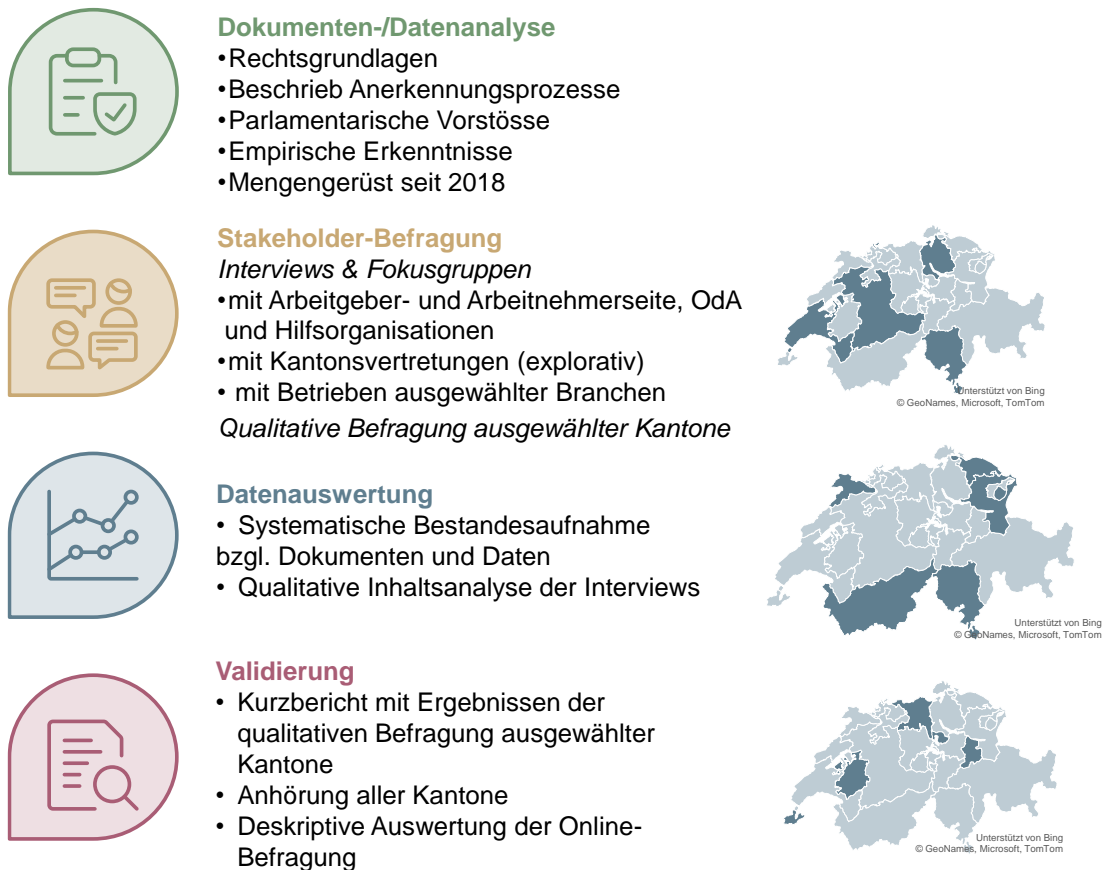 Dokumenten-/Datenanalyse
•Rechtsgrundlagen
•Beschrieb Anerkennungsprozesse
•Parlamentarische Vorstösse
•Empirische Erkenntnisse
•Mengengerüst seit 2018
Stakeholder-Befragung
Interviews & Fokusgruppen
•mit Arbeitgeber- und Arbeitnehmerseite, OdA
und Hilfsorganisationen
•mit Kantonsvertretungen (explorativ)
• mit Betrieben ausgewählter Branchen
Qualitative Befragung ausgewählter Kantone
Unterstützt von Bing
© GeoNames, Microsoft, TomTom
Datenauswertung
• Systematische Bestandesaufnahme
bzgl. Dokumenten und Daten
• Qualitative Inhaltsanalyse der Interviews
Unterstützt von Bing
© GeoNames, Microsoft, TomTom
Validierung
• Kurzbericht mit Ergebnissen der
qualitativen Befragung ausgewählter
Kantone
• Anhörung aller Kantone
• Deskriptive Auswertung der Online-
Befragung
Unterstützt von Bing
© GeoNames, Microsoft, TomTom